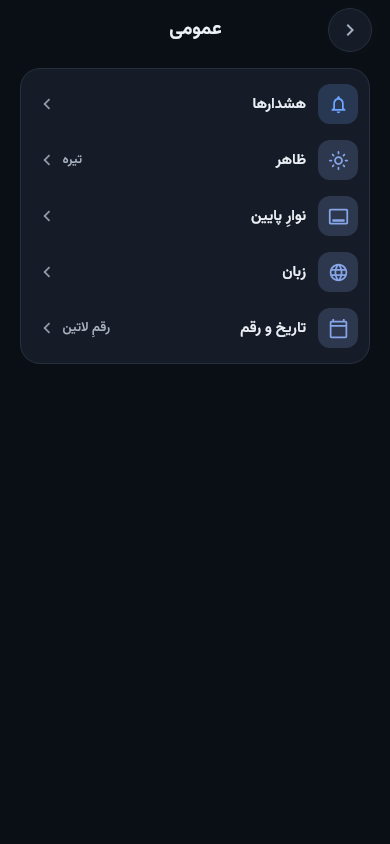 عمومی
هشدارها
ظاهر تیره
نوارِ پایین
زبان
تاریخ و رقم رقمِ لاتین